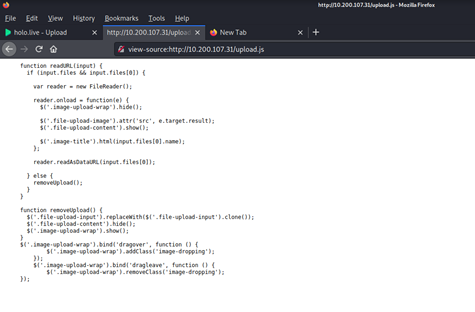 http://10.200.107.31/upload.js - Mozilla Firefox
File Edit View History Bookmarks Tools Help
holo.live - Upload
http://10.200.107.31/upload
New Tab
view-source:http://10.200.107.31/upload.js
function readURL(input) {
if (input.files && input.files[0]) {
var reader = new FileReader();
reader.onload = function(e) {
$('.image-upload-wrap').hide();
$('.file-upload-image').attr('src', e.target.result);
$('.file-upload-content').show();
$('.image-title').html(input.files[0].name);
};
reader.readAsDataURL(input.files[0]);
} else {
removeUpload();
}
}
function removeUpload() {
$('.file-upload-input').replaceWith($('.file-upload-input').clone());
$('.file-upload-content').hide();
$('.image-upload-wrap').show();
}
$('.image-upload-wrap').bind('dragover', function () {
$('.image-upload-wrap').addClass('image-dropping');
});
$('.image-upload-wrap').bind('dragleave', function () {
$('.image-upload-wrap').removeClass('image-dropping');
});